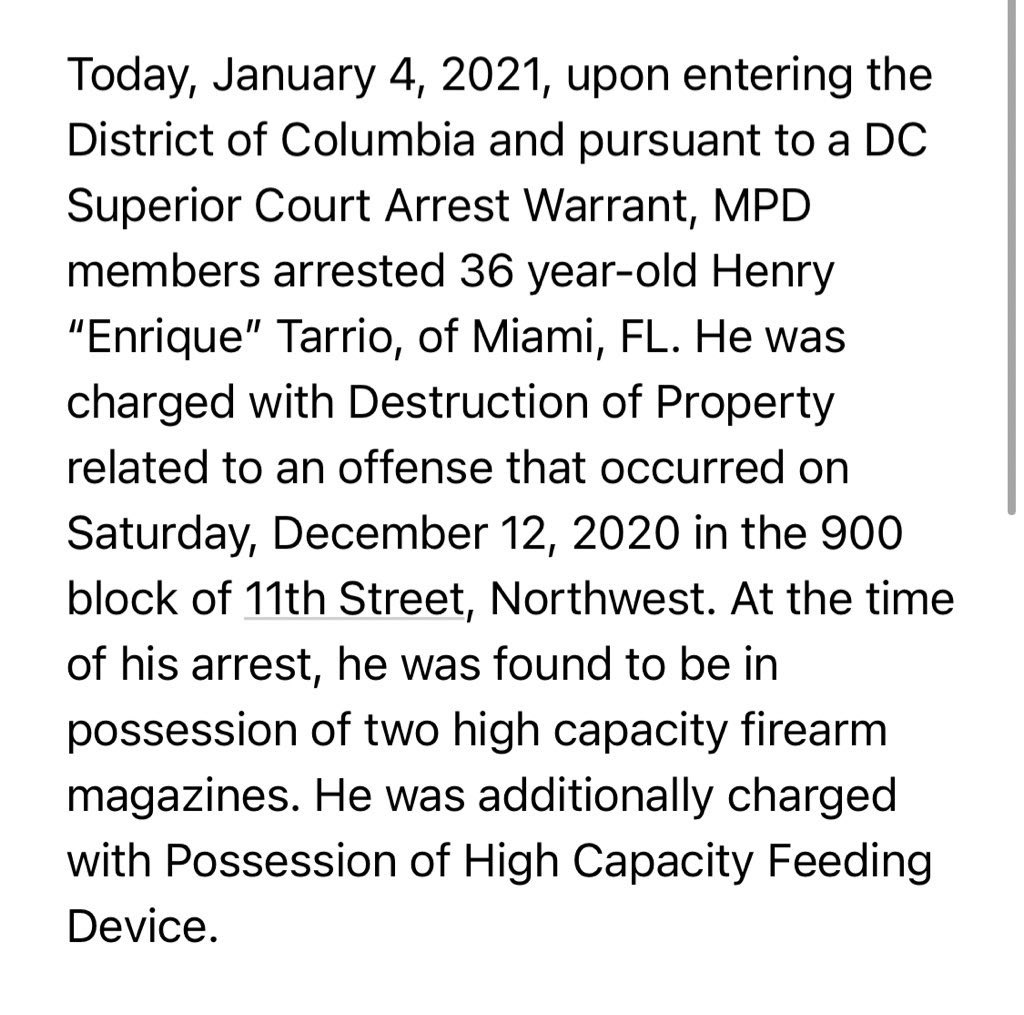 Today, January 4, 2021, upon entering the
District of Columbia and pursuant to a DC
Superior Court Arrest Warrant, MPD
members arrested 36 year-old Henry
“Enrique” Tarrio, of Miami, FL. He was
charged with Destruction of Property
related to an offense that occurred on
Saturday, December 12, 2020 in the 900
block of 11th Street, Northwest. At the time
of his arrest, he was found to be in
possession of two high capacity firearm
magazines. He was additionally charged
with Possession of High Capacity Feeding
Device.